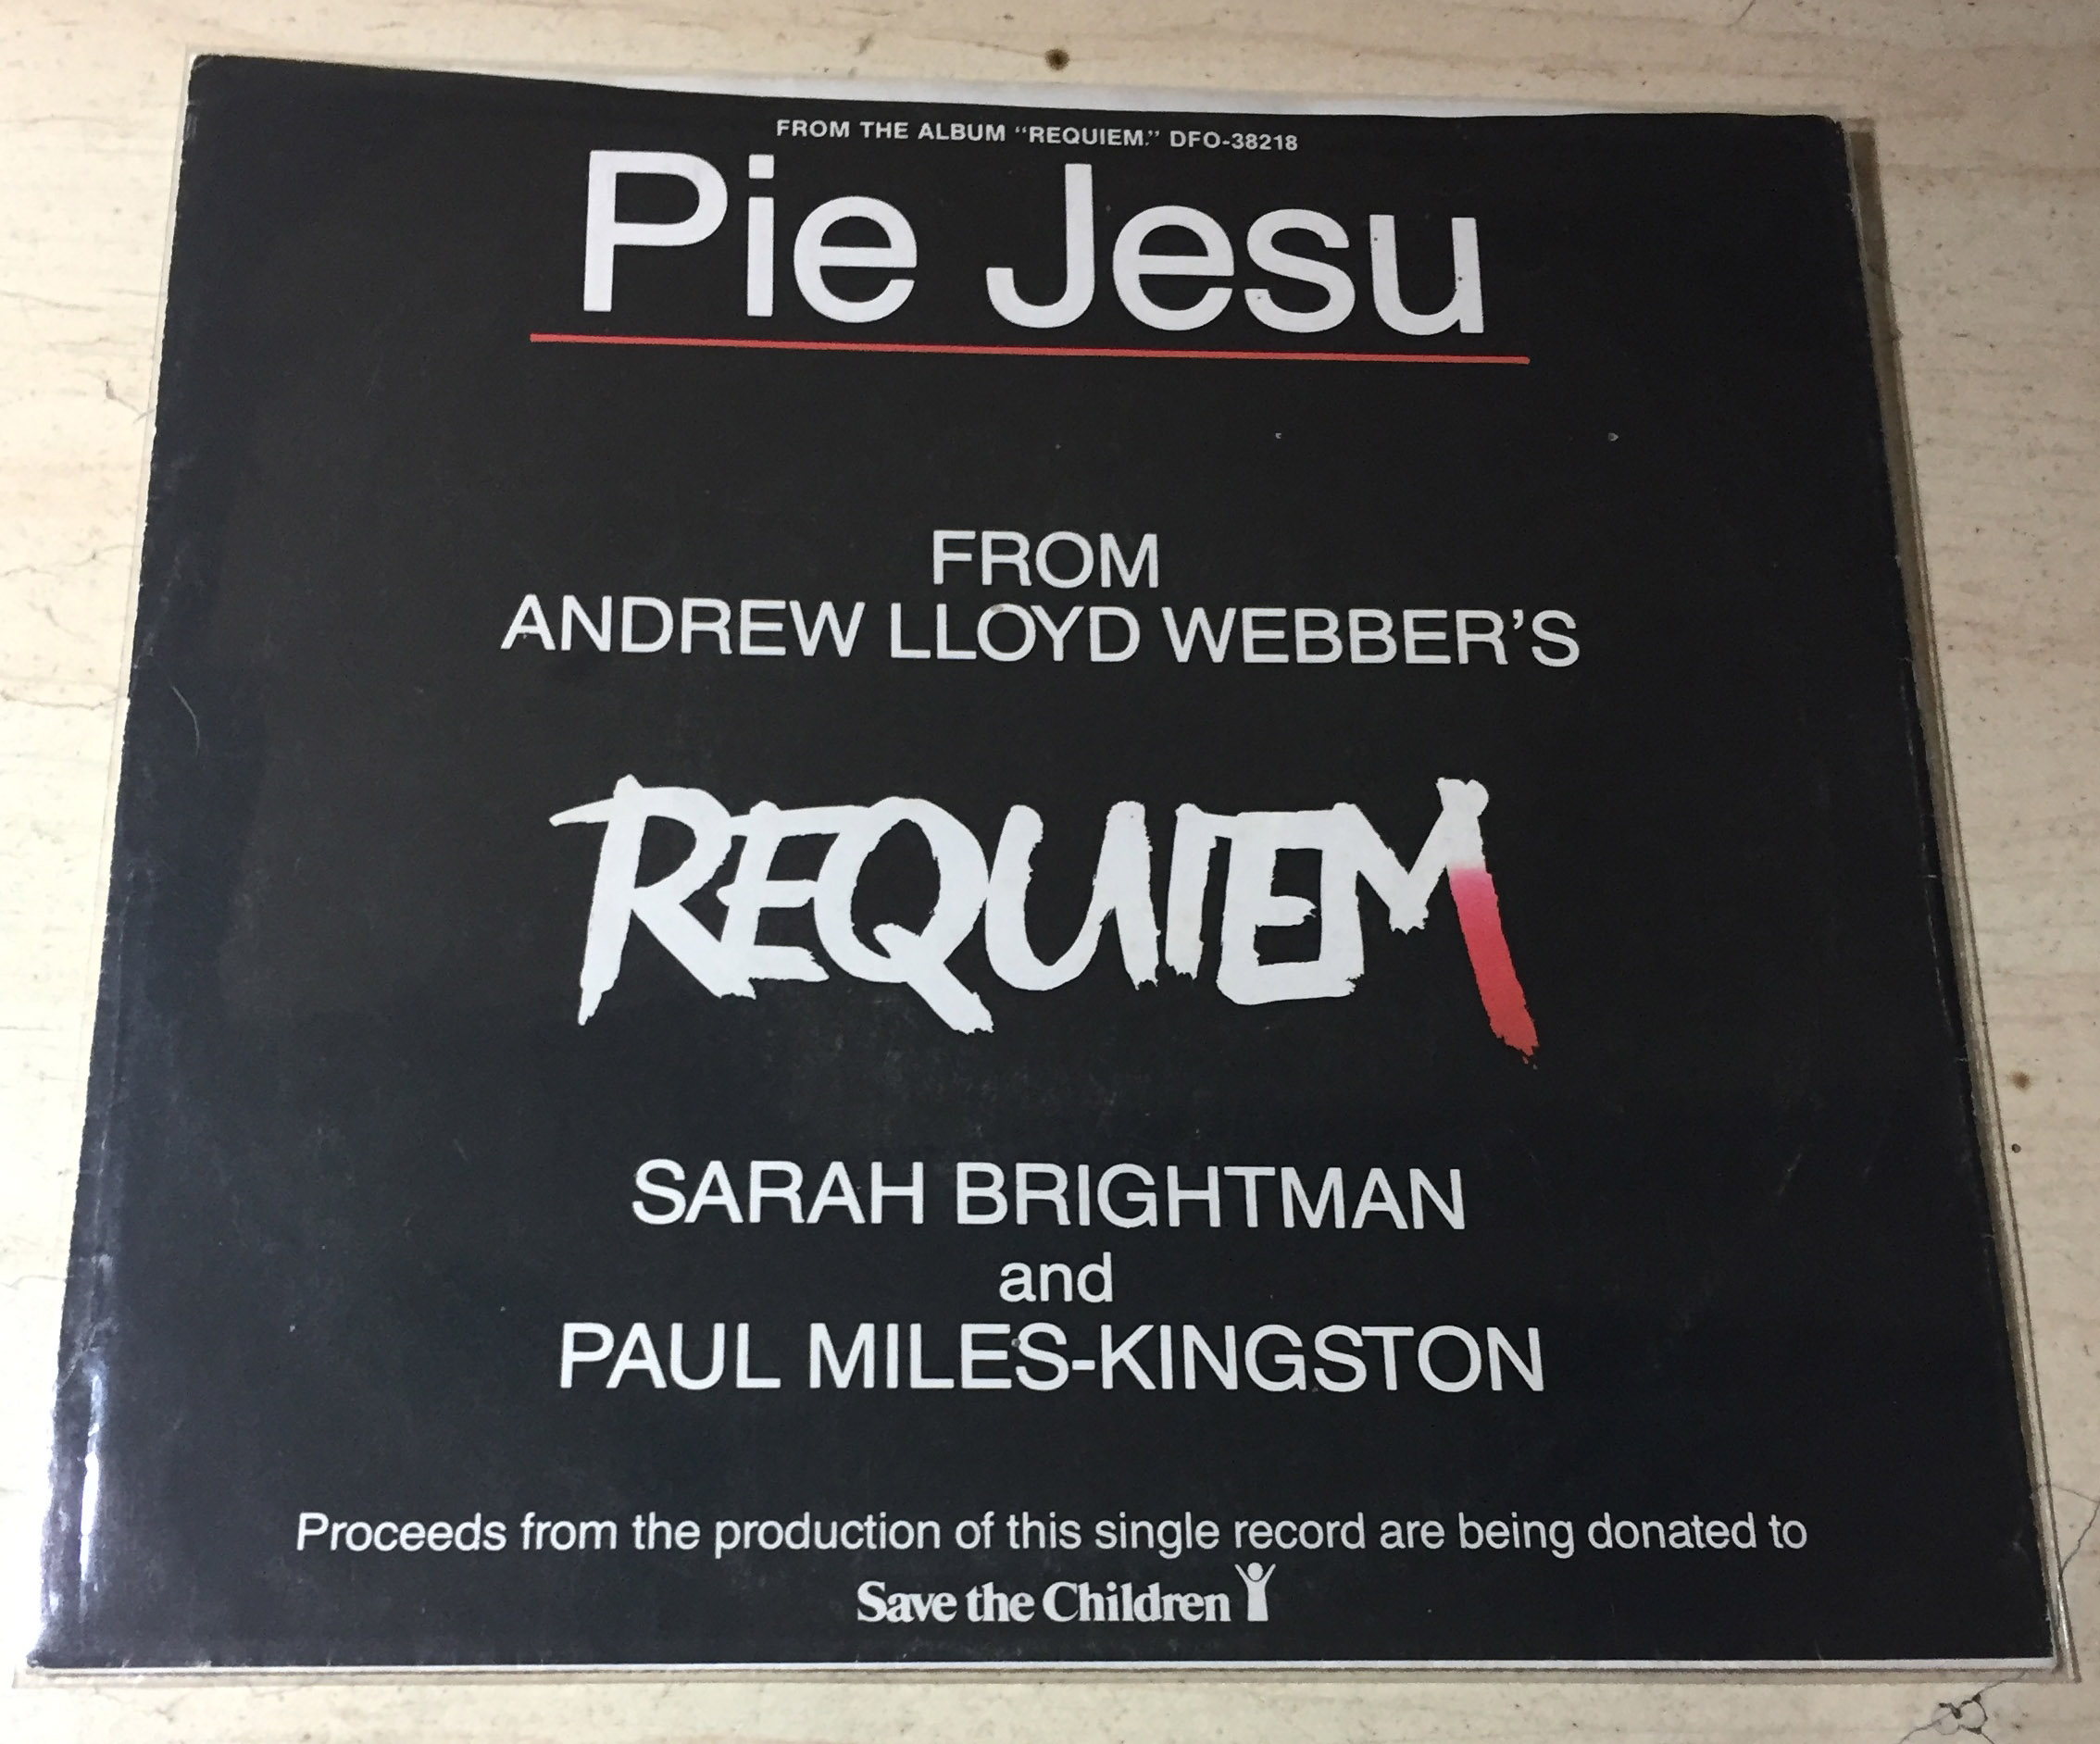 FROM THE ALBUM “REQUIEM.” DFO-38218
Pie Jesu
FROM
ANDREW LLOYD WEBBER’S
REQUIEM
SARAH BRIGHTMAN
and
PAUL MILES-KINGSTON
Proceeds from the production of this single record are being donated to
Save the Children